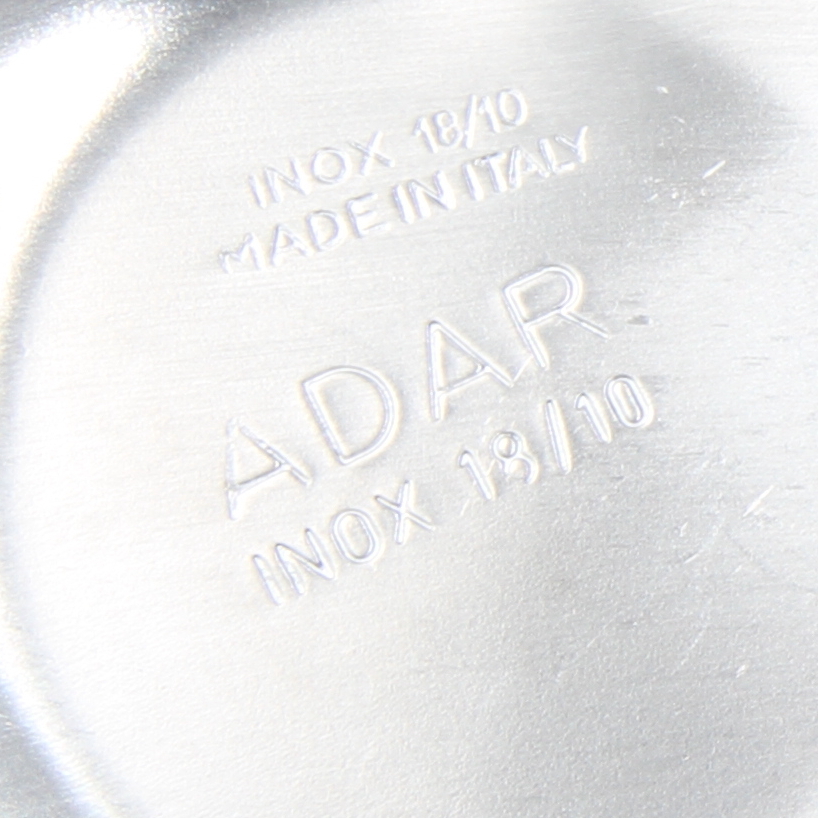 INOX 18/10
MADE IN ITALY
ADAR
INOX 18/10